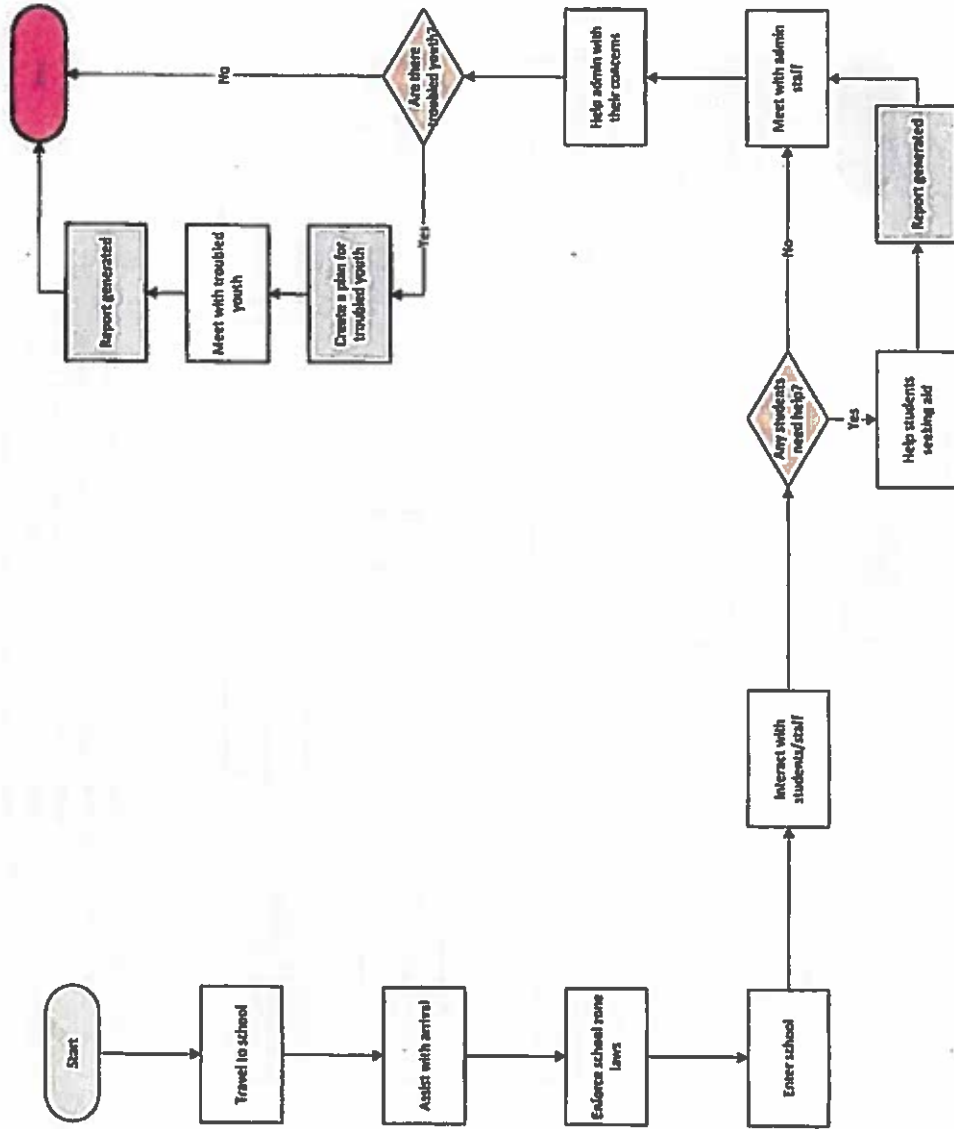 Start
Travel to school
Assist with arrival
Enforce school zone
laws
Enter school
Interact with
students/staff
Any students
need help?
Yes
Help students
seeking aid
Report generated
No
Meet with admin
staff
Help admin with
their concerns
Are there
troubled youth?
Yes
Create a plan for
troubled youth
Meet with troubled
youth
Report generated
No